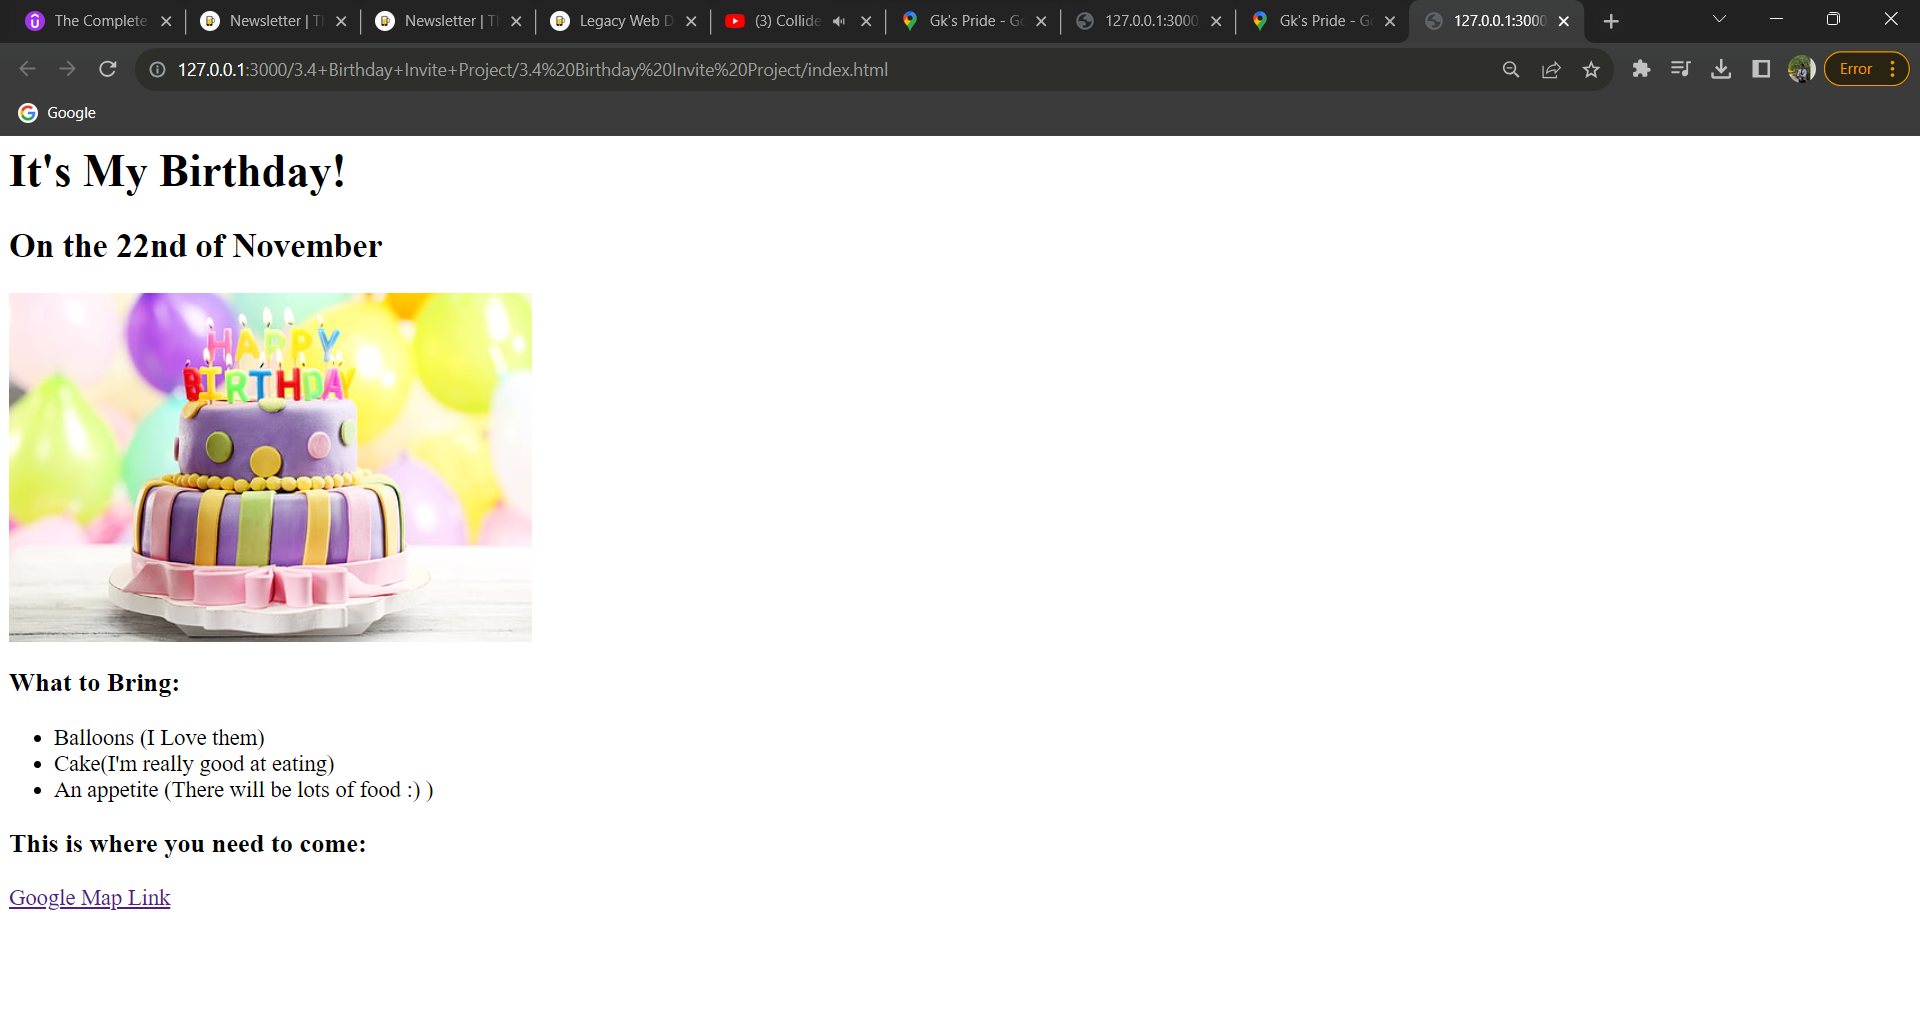 The Complete
Newsletter | T
Newsletter | T
Legacy Web D
(3) Collide
Gk's Pride - G
127.0.0.1:3000
Gk's Pride - G
127.0.0.1:3000
127.0.0.1:3000/3.4+Birthday+Invite+Project/3.4%20Birthday%20Invite%20Project/index.html
Error
Google
It's My Birthday!
On the 22nd of November
HAPPY
BIRTHDAY
What to Bring:
• Balloons (I Love them)
• Cake(I'm really good at eating)
• An appetite (There will be lots of food :) )
This is where you need to come:
Google Map Link